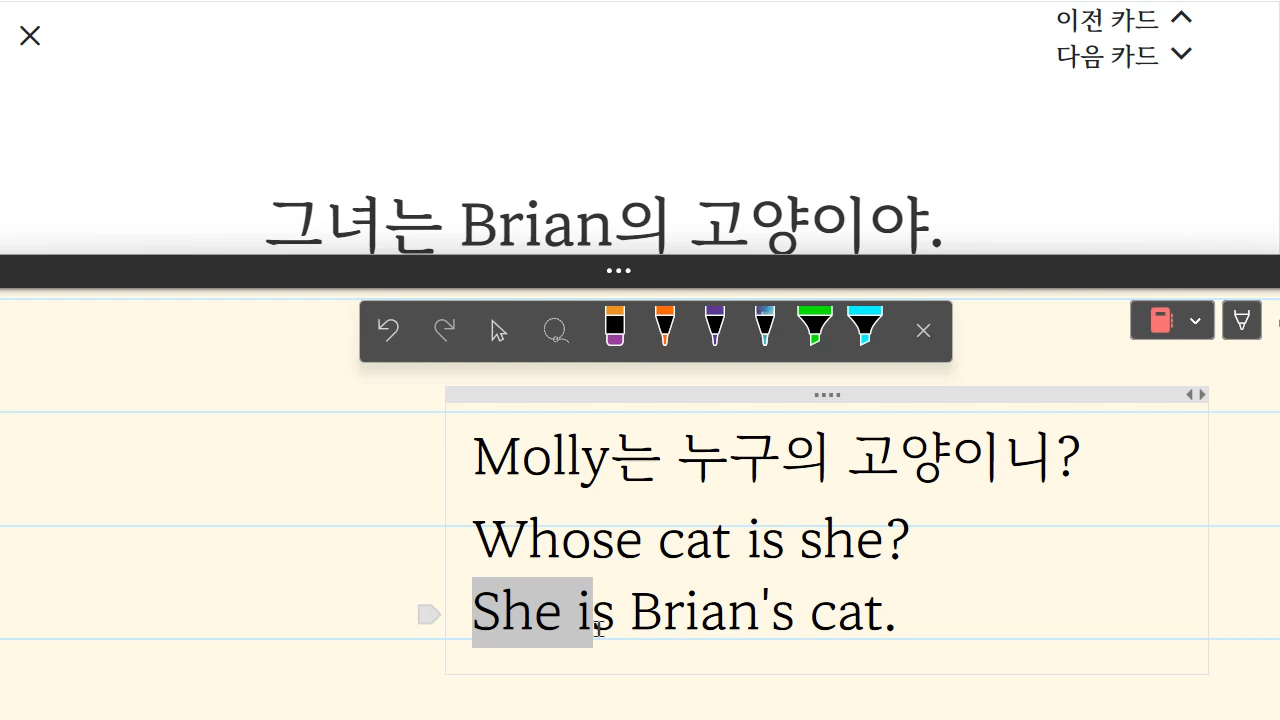 이전 카드
다음 카드
그녀는 Brian의 고양이야.
Molly는 누구의 고양이니?
Whose cat is she?
She is Brian's cat.